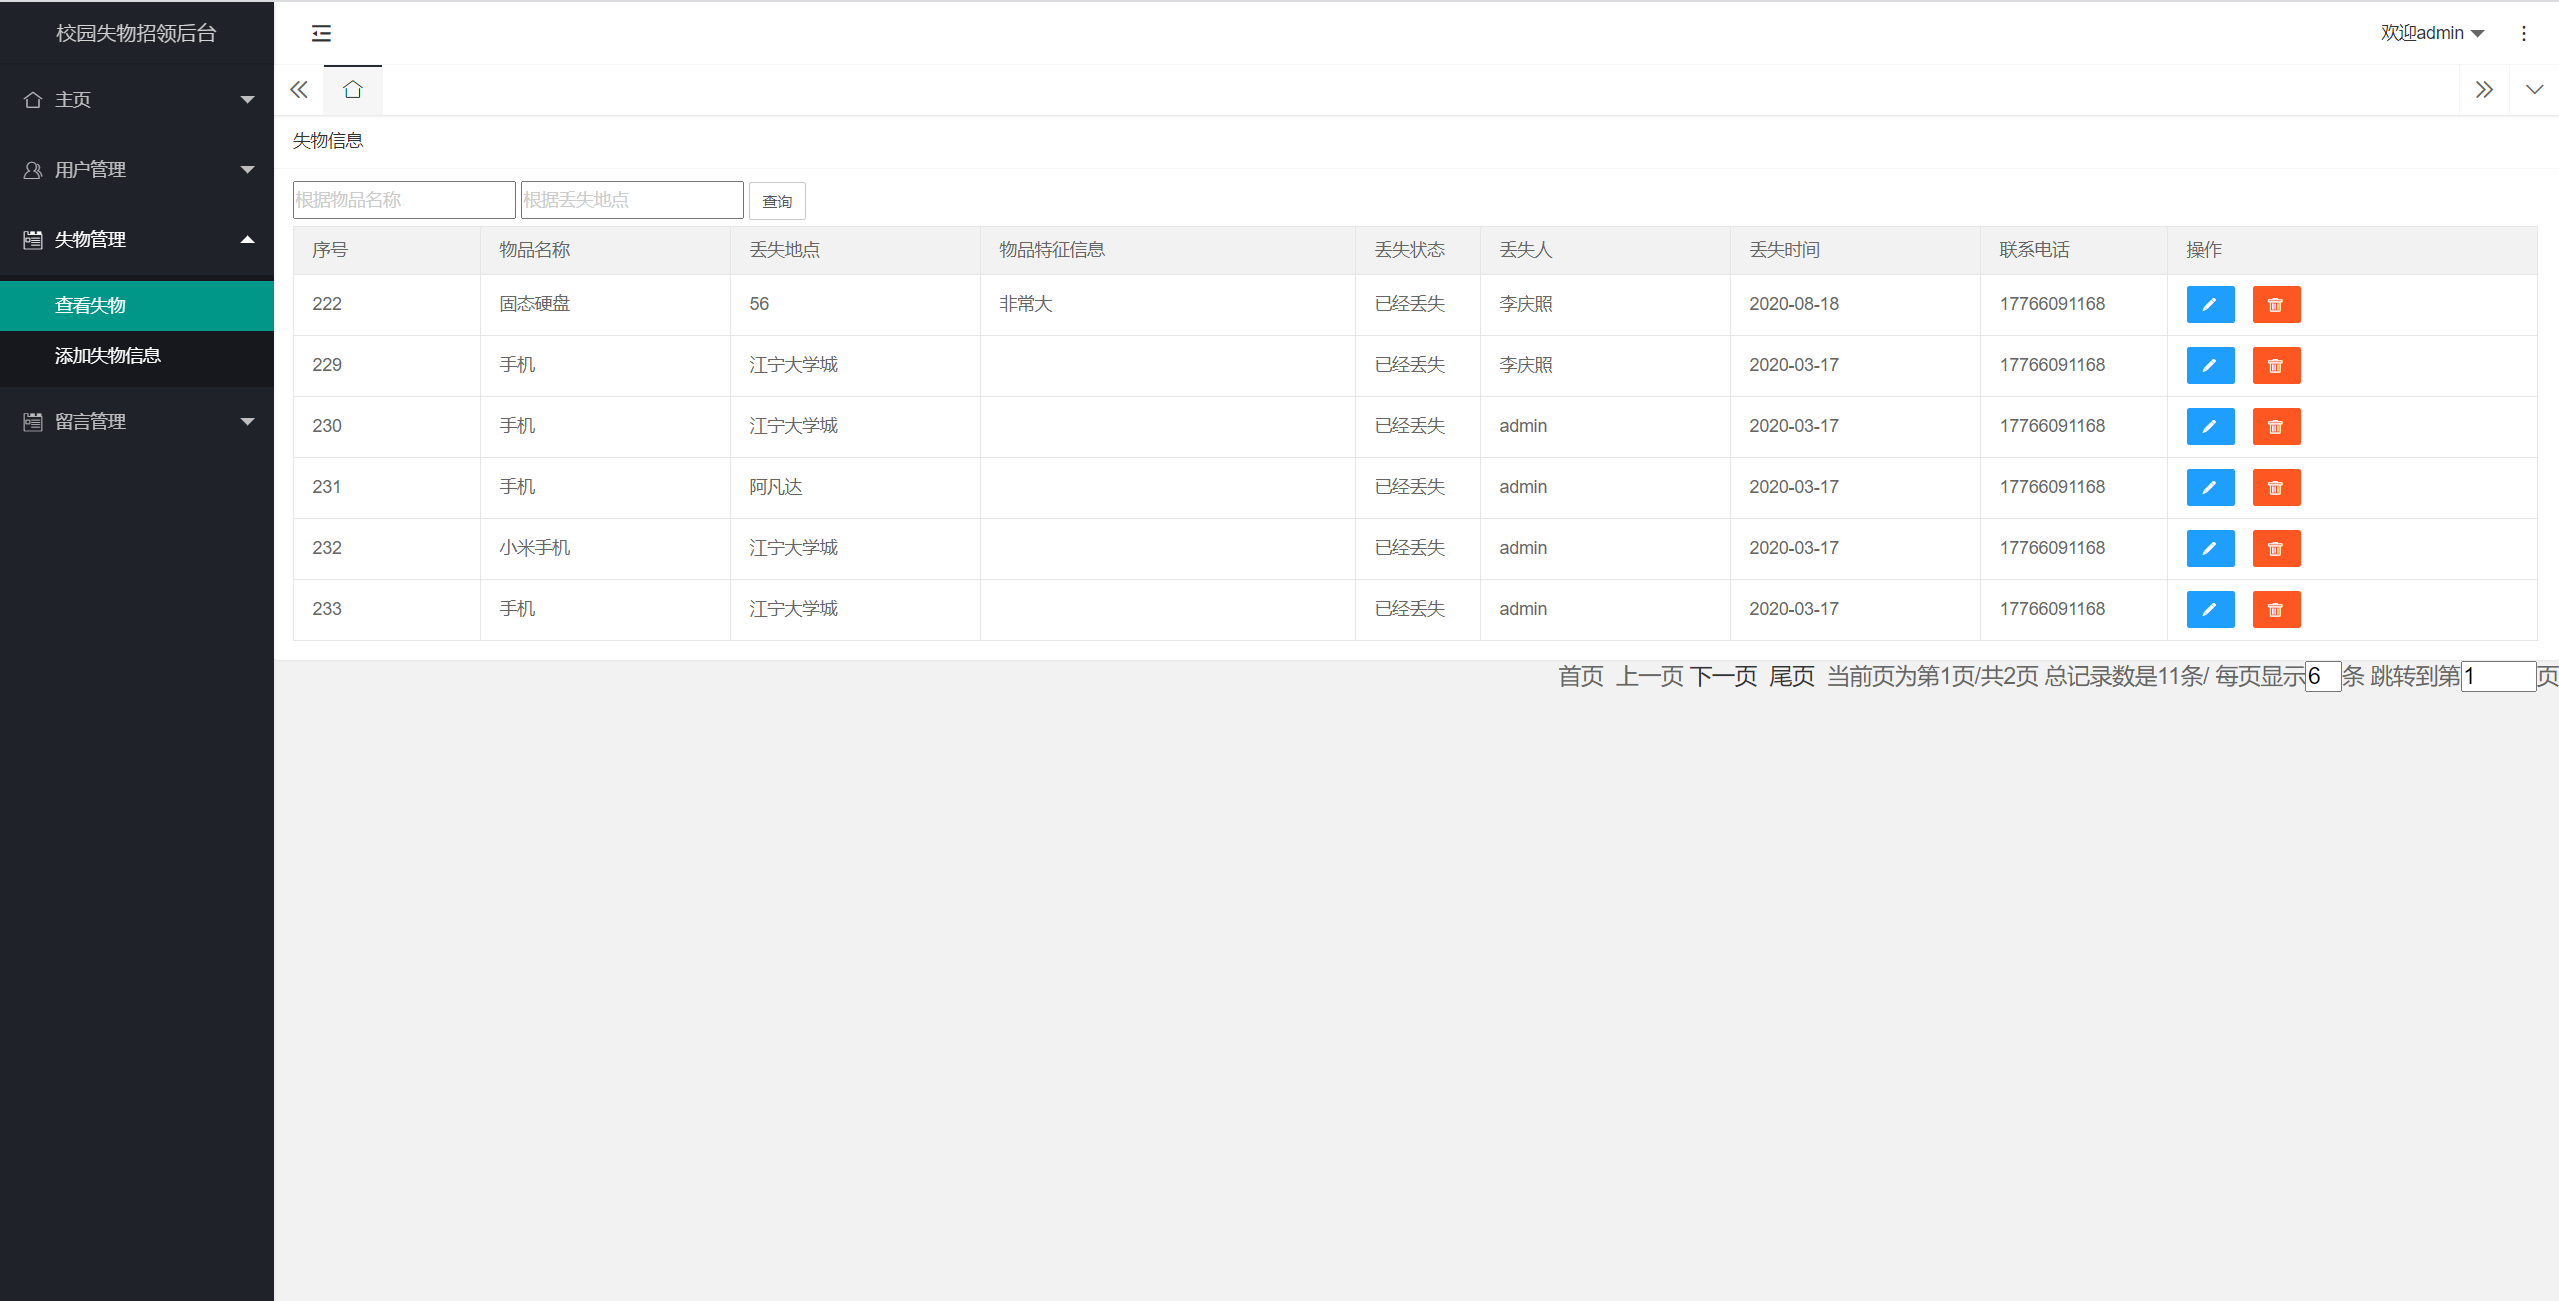 校园失物招领后台
主页
用户管理
失物管理
查看失物
添加失物信息
留言管理
欢迎admin
失物信息
根据物品名称 根据丢失地点 查询
序号 物品名称 丢失地点 物品特征信息 丢失状态 丢失人 丢失时间 联系电话 操作
222 固态硬盘 56 非常大 已经丢失 李庆照 2020-08-18 17766091168
229 手机 江宁大学城 已经丢失 李庆照 2020-03-17 17766091168
230 手机 江宁大学城 已经丢失 admin 2020-03-17 17766091168
231 手机 阿凡达 已经丢失 admin 2020-03-17 17766091168
232 小米手机 江宁大学城 已经丢失 admin 2020-03-17 17766091168
233 手机 江宁大学城 已经丢失 admin 2020-03-17 17766091168
首页 上一页 下一页 尾页 当前页为第1页/共2页 总记录数是11条/ 每页显示6条 跳转到第1页